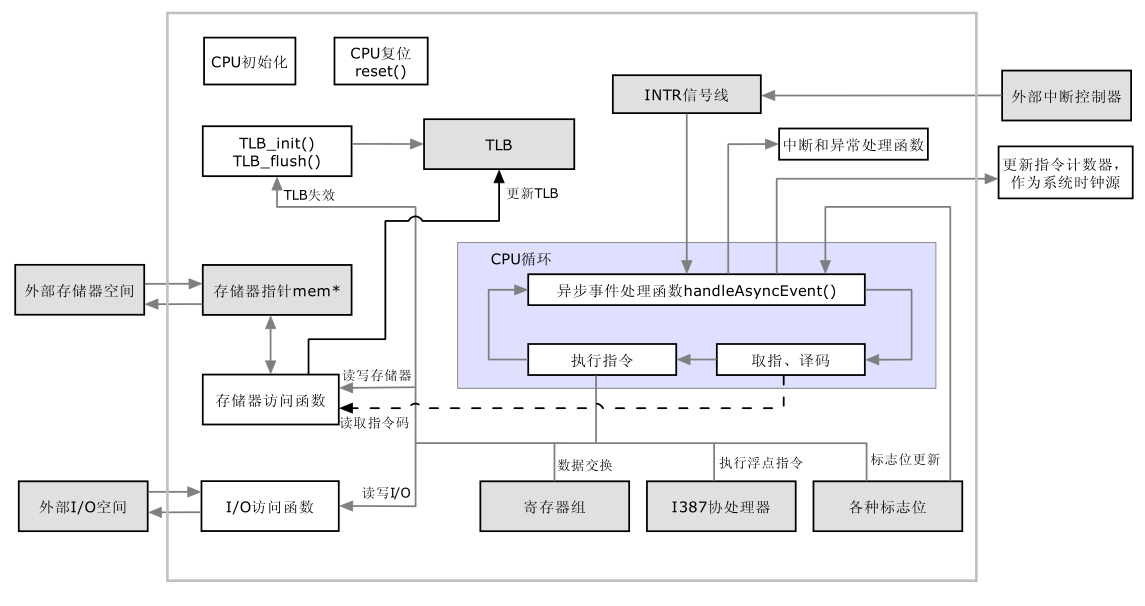 CPU初始化
CPU复位
reset()
INTR信号线
外部中断控制器
TLB_init()
TLB_flush()
TLB
中断和异常处理函数
更新指令计数器，
作为系统时钟源
TLB失效
更新TLB
CPU循环
外部存储器空间
存储器指针mem*
异步事件处理函数handleAsyncEvent()
执行指令
取指、译码
读写存储器
存储器访问函数
读取指令码
数据交换
执行浮点指令
标志位更新
读写I/O
外部I/O空间
I/O访问函数
寄存器组
I387协处理器
各种标志位